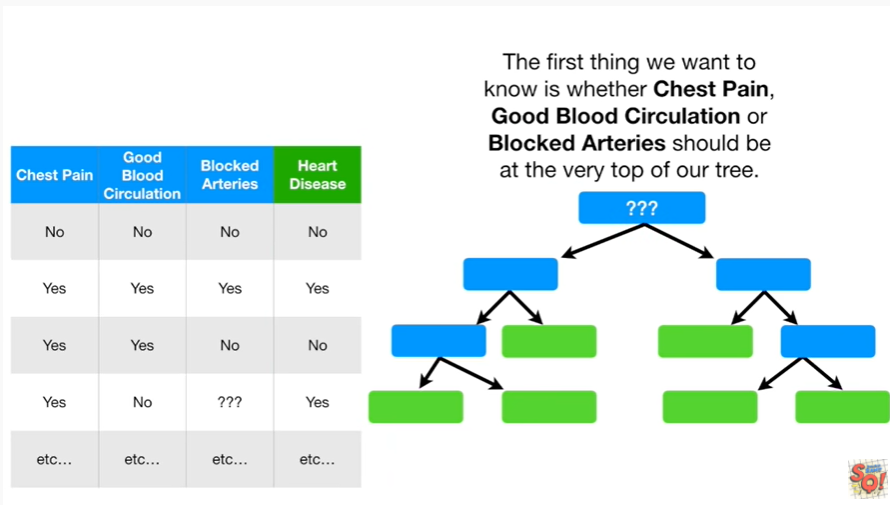 The first thing we want to
know is whether Chest Pain,
Good Blood Circulation or
Blocked Arteries should be
at the very top of our tree.
???
Chest Pain Good Blood Circulation Blocked Arteries Heart Disease
No No No No
Yes Yes Yes Yes
Yes Yes No No
Yes No ??? Yes
etc... etc... etc... etc...
SQ!